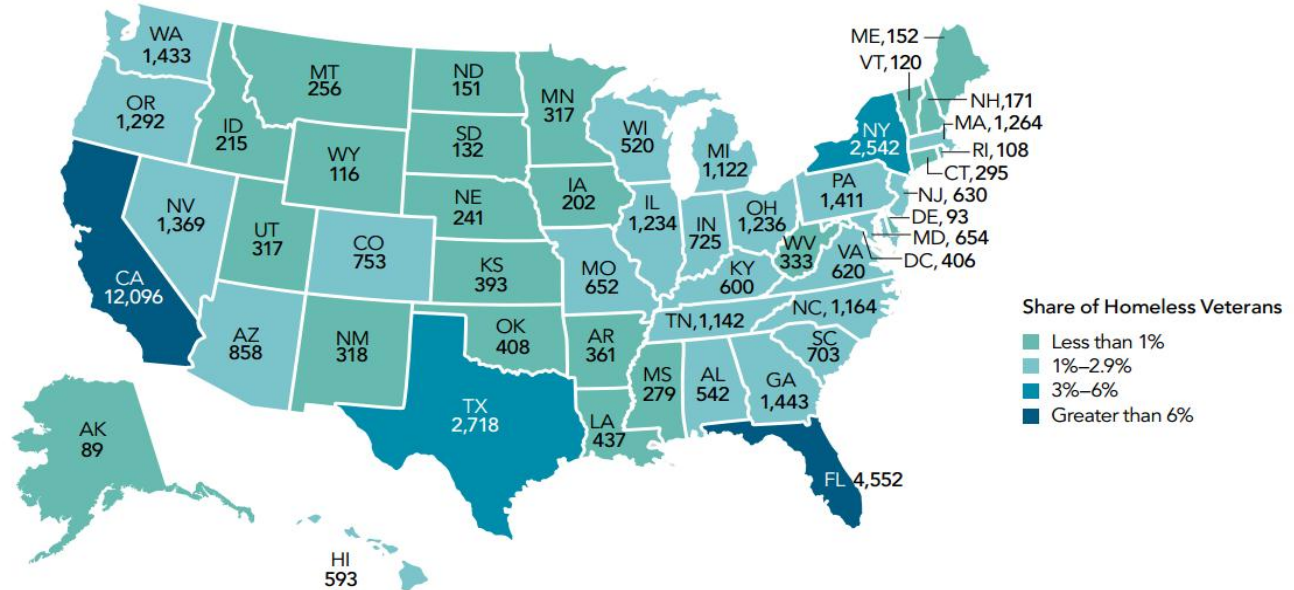 WA
1,433
OR
1,292
CA
12,096
NV
1,369
ID
215
MT
256
WY
116
UT
317
AZ
858
CO
753
NM
318
ND
151
SD
132
NE
241
KS
393
OK
408
TX
2,718
MN
317
IA
202
MO
652
AR
361
LA
437
WI
520
IL
1,234
MS
279
MI
1,122
IN
725
OH
1,236
KY
600
TN, 1,142
AL
542
GA
1,443
FL 4,552
SC
703
NC, 1,164
VA
620
WV
333
PA
1,411
NY
2,542
ME, 152
VT, 120
NH, 171
MA, 1,264
RI, 108
CT, 295
NJ, 630
DE, 93
MD, 654
DC, 406
AK
89
HI
593
Share of Homeless Veterans
Less than 1%
1%–2.9%
3%–6%
Greater than 6%